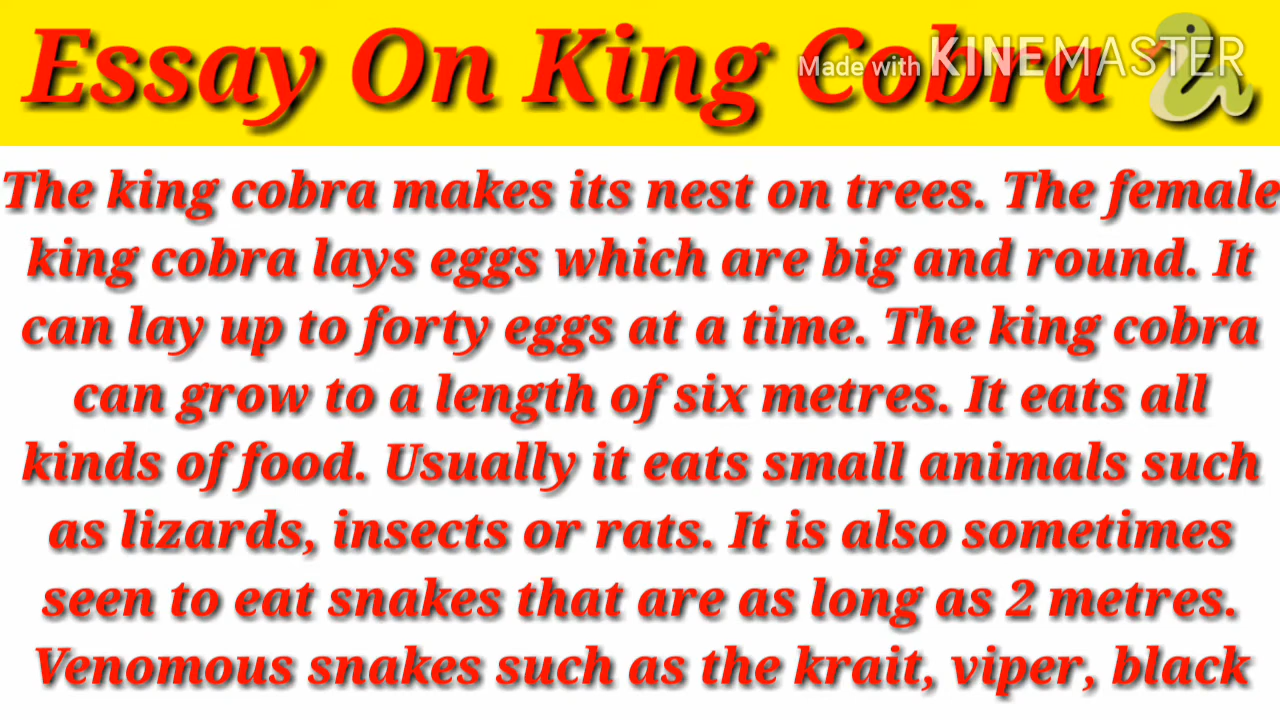 Essay On King Cobra
Made with KINEMASTER
The king cobra makes its nest on trees. The female
king cobra lays eggs which are big and round. It
can lay up to forty eggs at a time. The king cobra
can grow to a length of six metres. It eats all
kinds of food. Usually it eats small animals such
as lizards, insects or rats. It is also sometimes
seen to eat snakes that are as long as 2 metres.
Venomous snakes such as the krait, viper, black